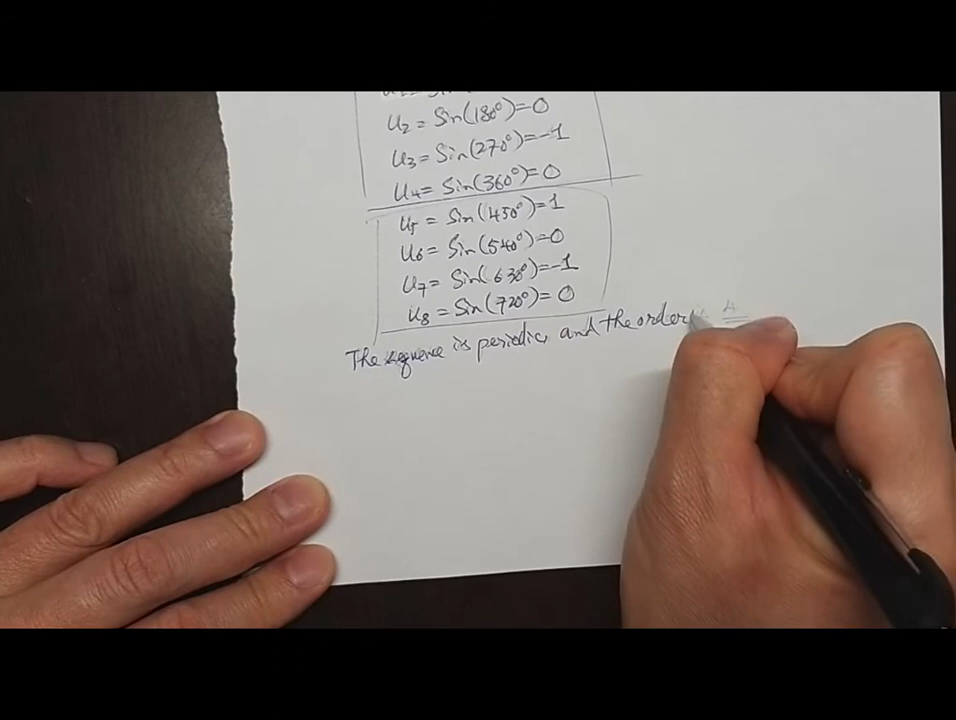 U₂ = Sin(180°)=0
U₃ = Sin(270°)=-1
U₄ = Sin(360°)=0
U₅ = Sin(450°)=1
U₆ = Sin(540°)=0
U₇ = Sin(630°)=-1
U₈ = Sin(720°)=0
The sequence is periodic, and the order 4